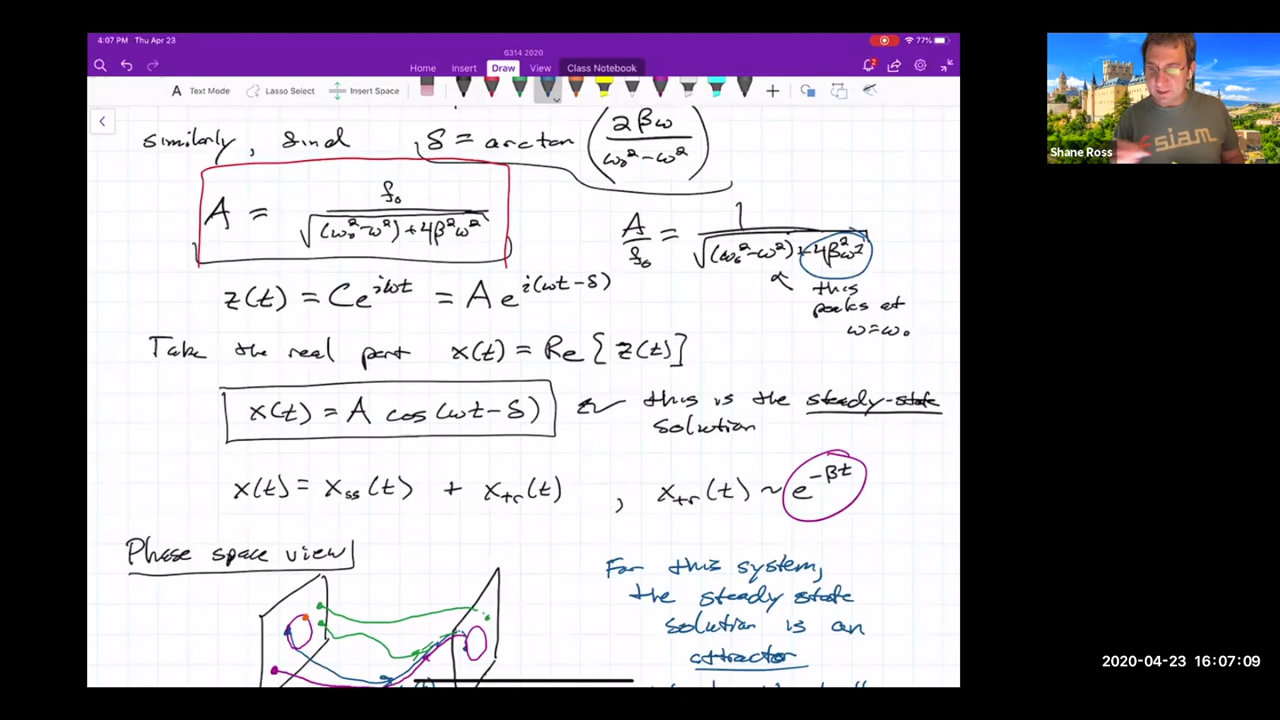 4:07 PM Thu Apr 23
77%
G314 2020
Home Insert Draw View Class Notebook
2
Text Mode Lasso Select Insert Space
similarly, find δ = arctan (2βω / ω₀² − ω²)
A = f₀ / √(ω₀² − ω²) + 4β²ω²
A / f₀ = 1 / √(ω₀² − ω²) + 4β²ω²
this
peaks at
ω = ω₀
z(t) = Ce^{iωt} = A e^{i(ωt − δ)}
Take the real part x(t) = Re{z(t)}
x(t) = A cos(ωt − δ) this is the steady-state
solution
x(t) = x_ss(t) + x_tr(t) , x_tr(t) ~ e^{−βt}
Phase space view
For this system,
the steady state
solution is an
attractor
siam
Shane Ross
2020-04-23 16:07:09